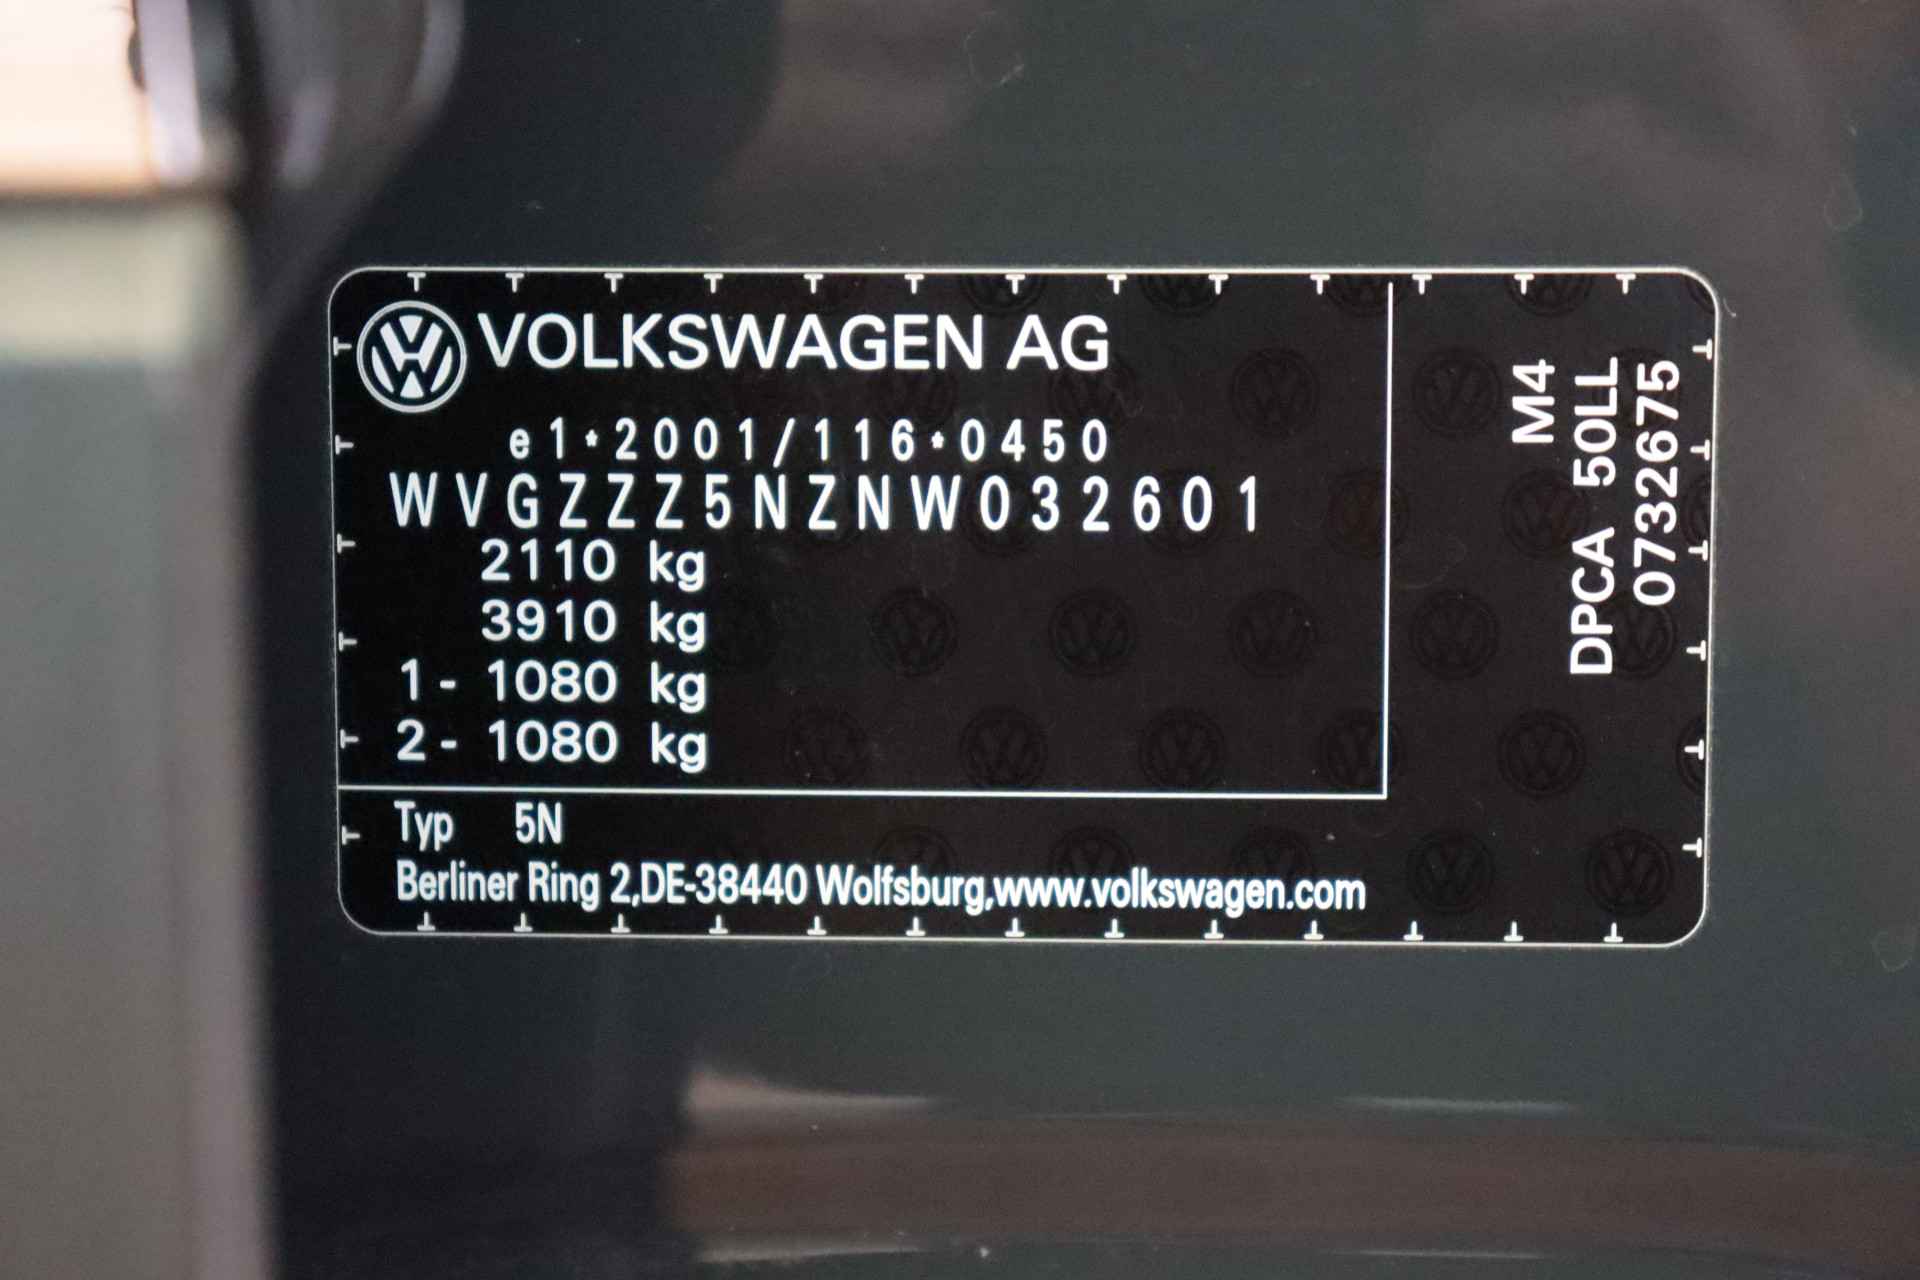 VOLKSWAGEN AG
e1*2001/116*0450
WVGZZZ5NZNW032601
2110 kg
3910 kg
1- 1080 kg
2- 1080 kg
Typ 5N
Berliner Ring 2,DE-38440 Wolfsburg,www.volkswagen.com
M4
DPCA 50LL
0732675